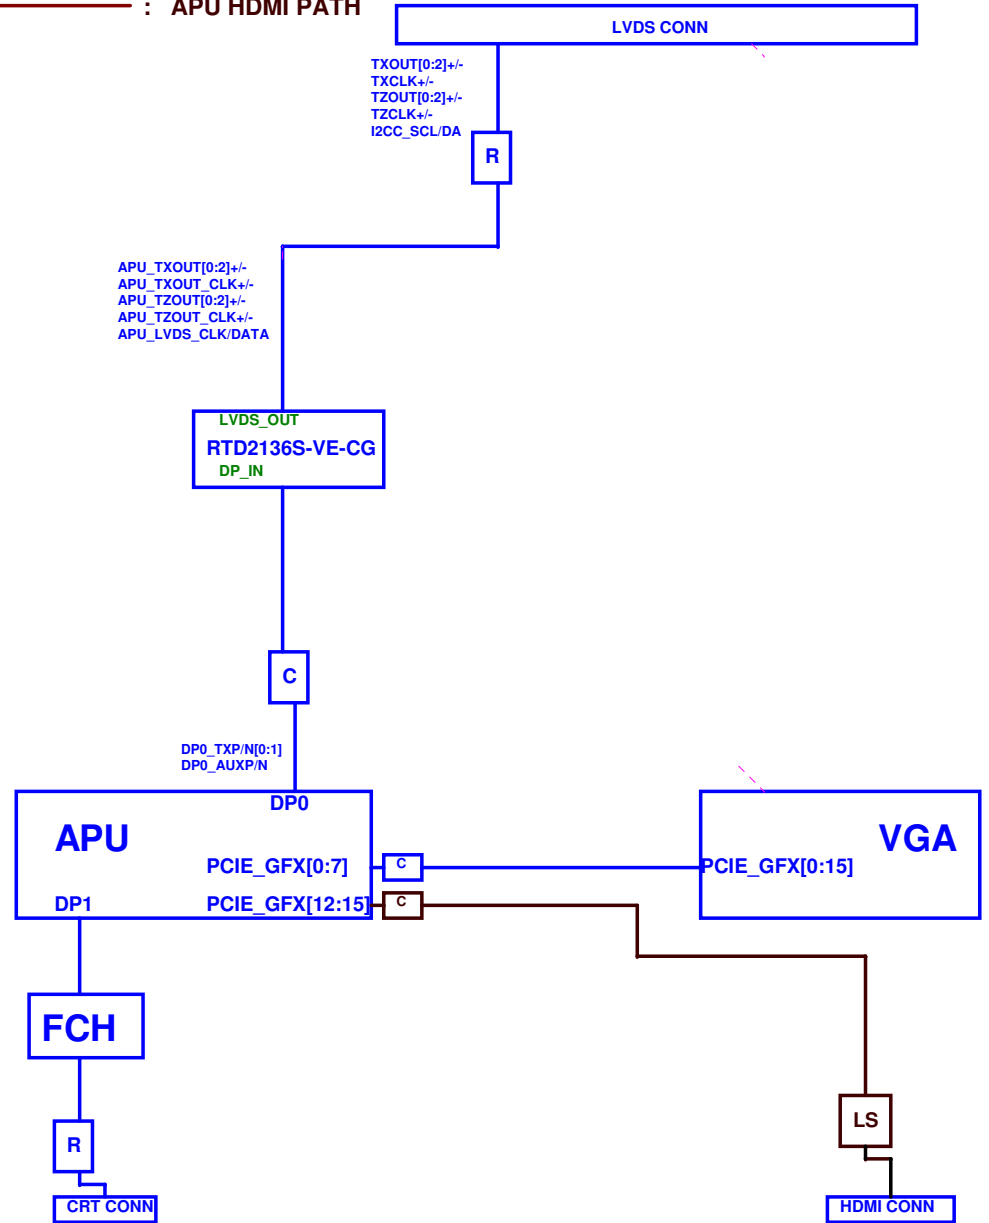 : APU HDMI PATH
LVDS CONN
TXOUT[0:2]+/-
TXCLK+/-
TZOUT[0:2]+/-
TZCLK+/-
I2CC_SCL/DA
R
APU_TXOUT[0:2]+/-
APU_TXOUT_CLK+/-
APU_TZOUT[0:2]+/-
APU_TZOUT_CLK+/-
APU_LVDS_CLK/DATA
LVDS_OUT
RTD2136S-VE-CG
DP_IN
C
DP0_TXP/N[0:1]
DP0_AUXP/N
DP0
APU
VGA
PCIE_GFX[0:7]
C
PCIE_GFX[0:15]
DP1
PCIE_GFX[12:15]
C
FCH
LS
R
CRT CONN
HDMI CONN